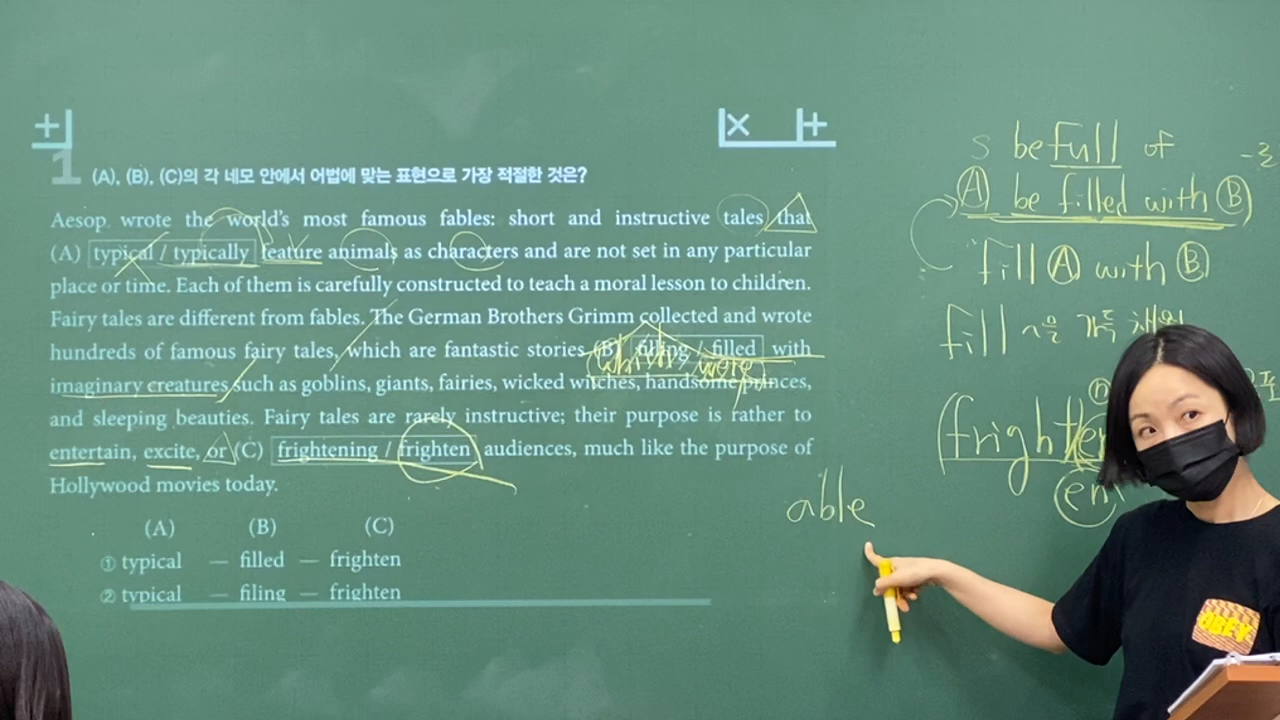 1 (A), (B), (C)의 각 네모 안에서 어법에 맞는 표현으로 가장 적절한 것은?
Aesop wrote the world's most famous fables: short and instructive tales that
(A) typical / typically feature animals as characters and are not set in any particular
place or time. Each of them is carefully constructed to teach a moral lesson to children.
Fairy tales are different from fables. The German Brothers Grimm collected and wrote
hundreds of famous fairy tales, which are fantastic stories (B) filling / filled with
which were
imaginary creatures such as goblins, giants, fairies, wicked witches, handsome princes,
and sleeping beauties. Fairy tales are rarely instructive; their purpose is rather to
entertain, excite, or (C) frightening / frighten audiences, much like the purpose of
Hollywood movies today.
(A) (B) (C)
① typical — filled — frighten
② typical — filing — frighten
S be full of
A be filled with B
fill A with B
fill ~을 가득
fright
en
able
OBEY